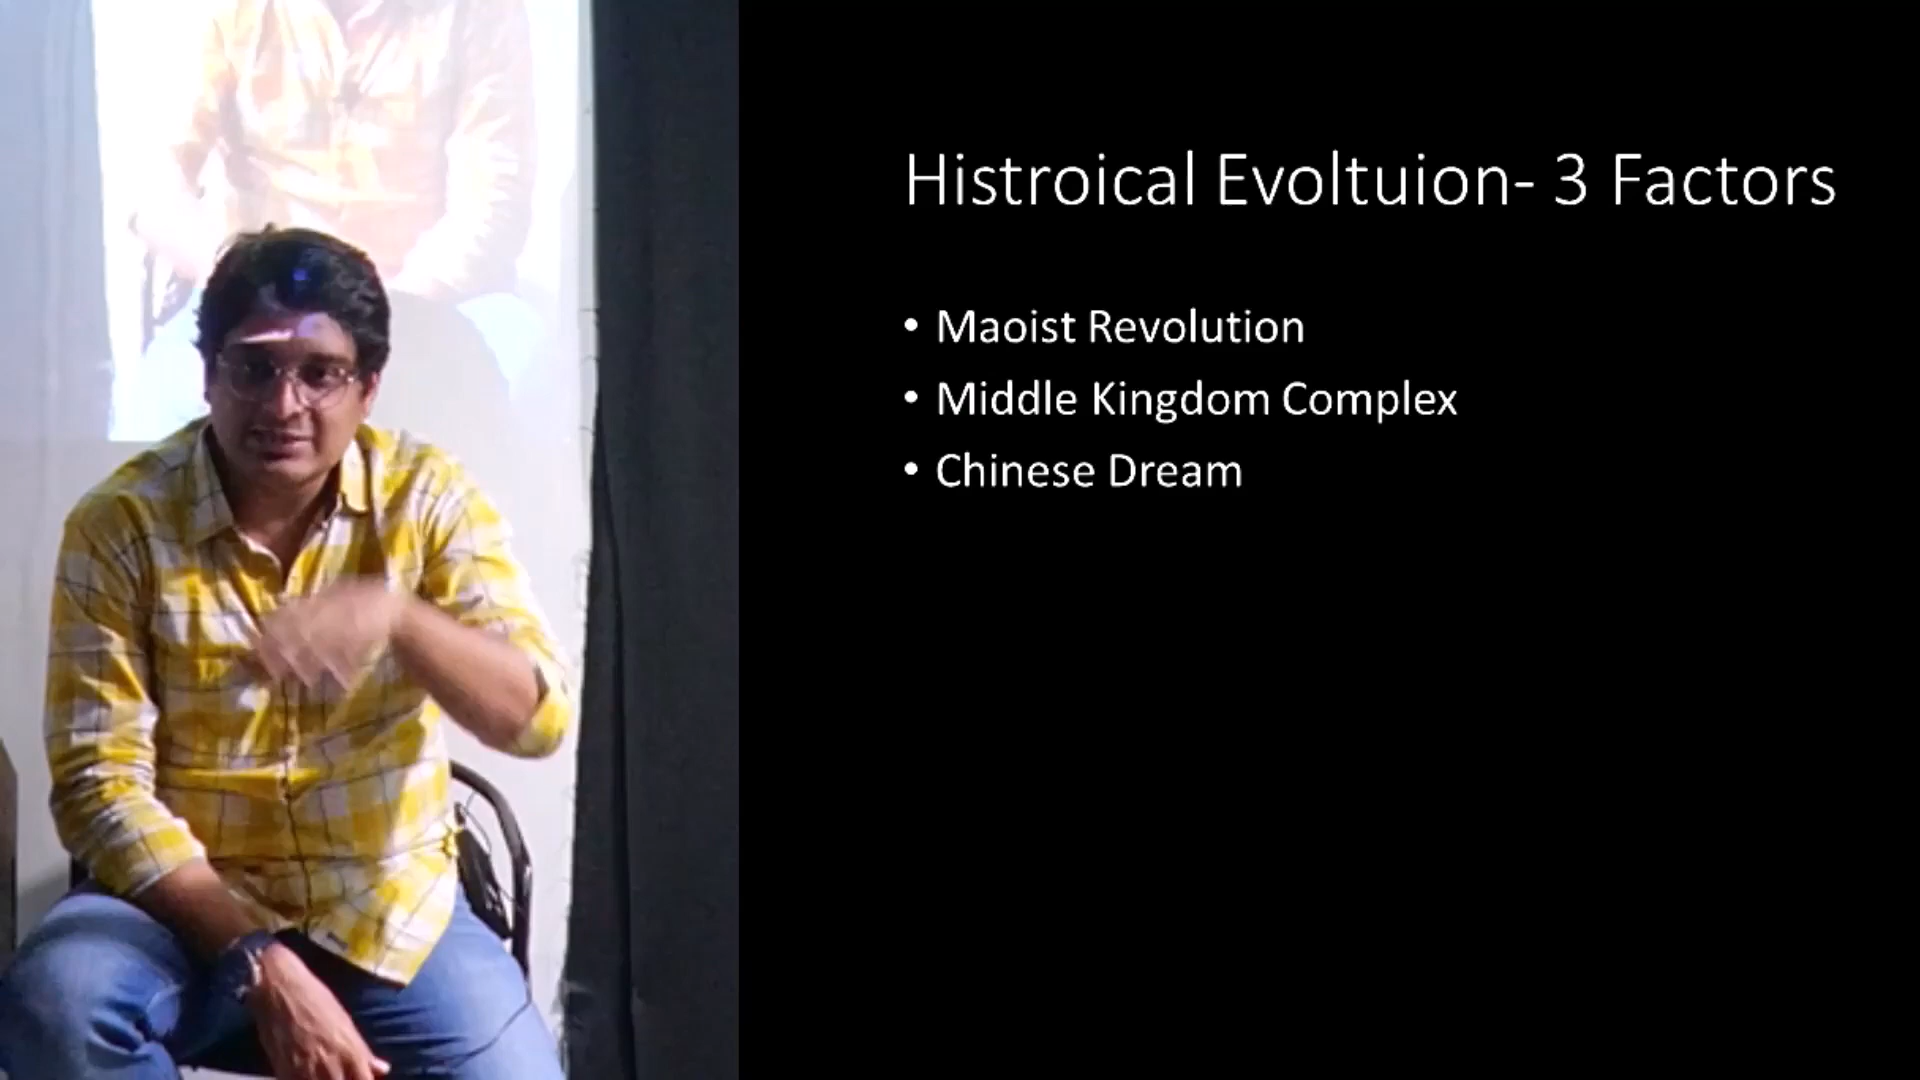 Histroical Evoltuion- 3 Factors
• Maoist Revolution
• Middle Kingdom Complex
• Chinese Dream